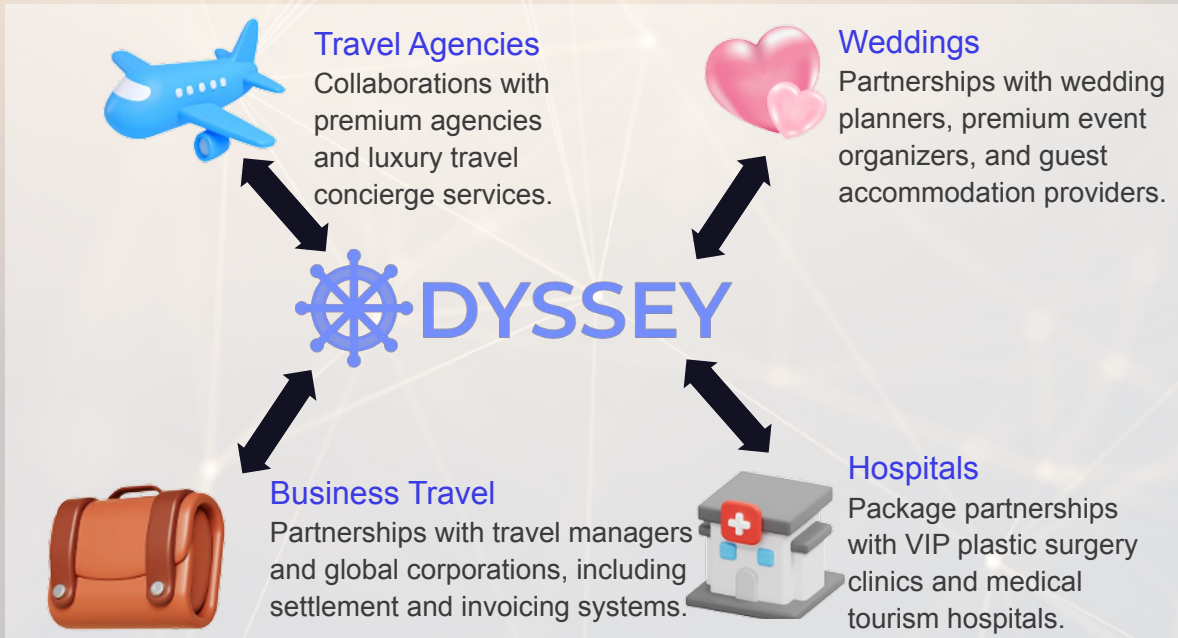 Travel Agencies
Collaborations with
premium agencies
and luxury travel
concierge services.
Weddings
Partnerships with wedding
planners, premium event
organizers, and guest
accommodation providers.
ODYSSEY
Business Travel
Partnerships with travel managers
and global corporations, including
settlement and invoicing systems.
Hospitals
Package partnerships
with VIP plastic surgery
clinics and medical
tourism hospitals.